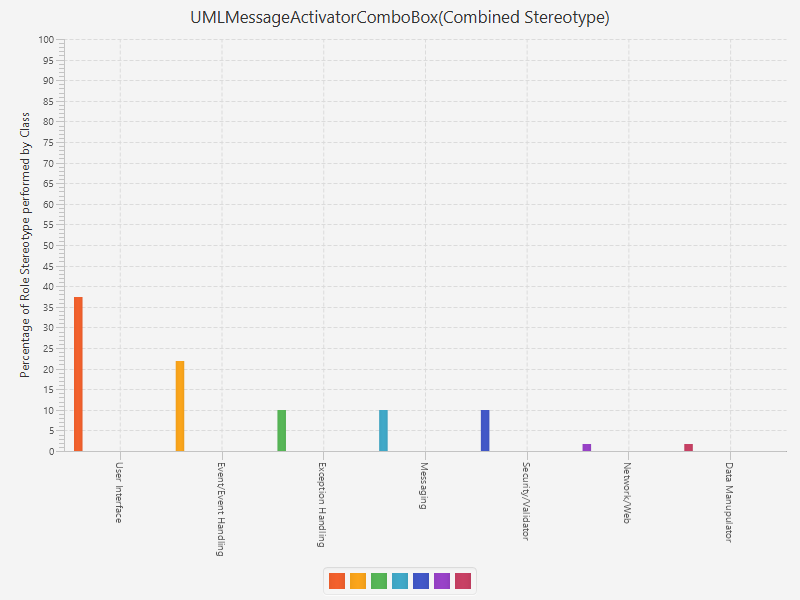 UMLMessageActivatorComboBox(Combined Stereotype)
Percentage of Role Stereotype performed by Class
100
95
90
85
80
75
70
65
60
55
50
45
40
35
30
25
20
15
10
5
0
User Interface
Event/Event Handling
Exception Handling
Messaging
Security/Validator
Network/Web
Data Manupulator